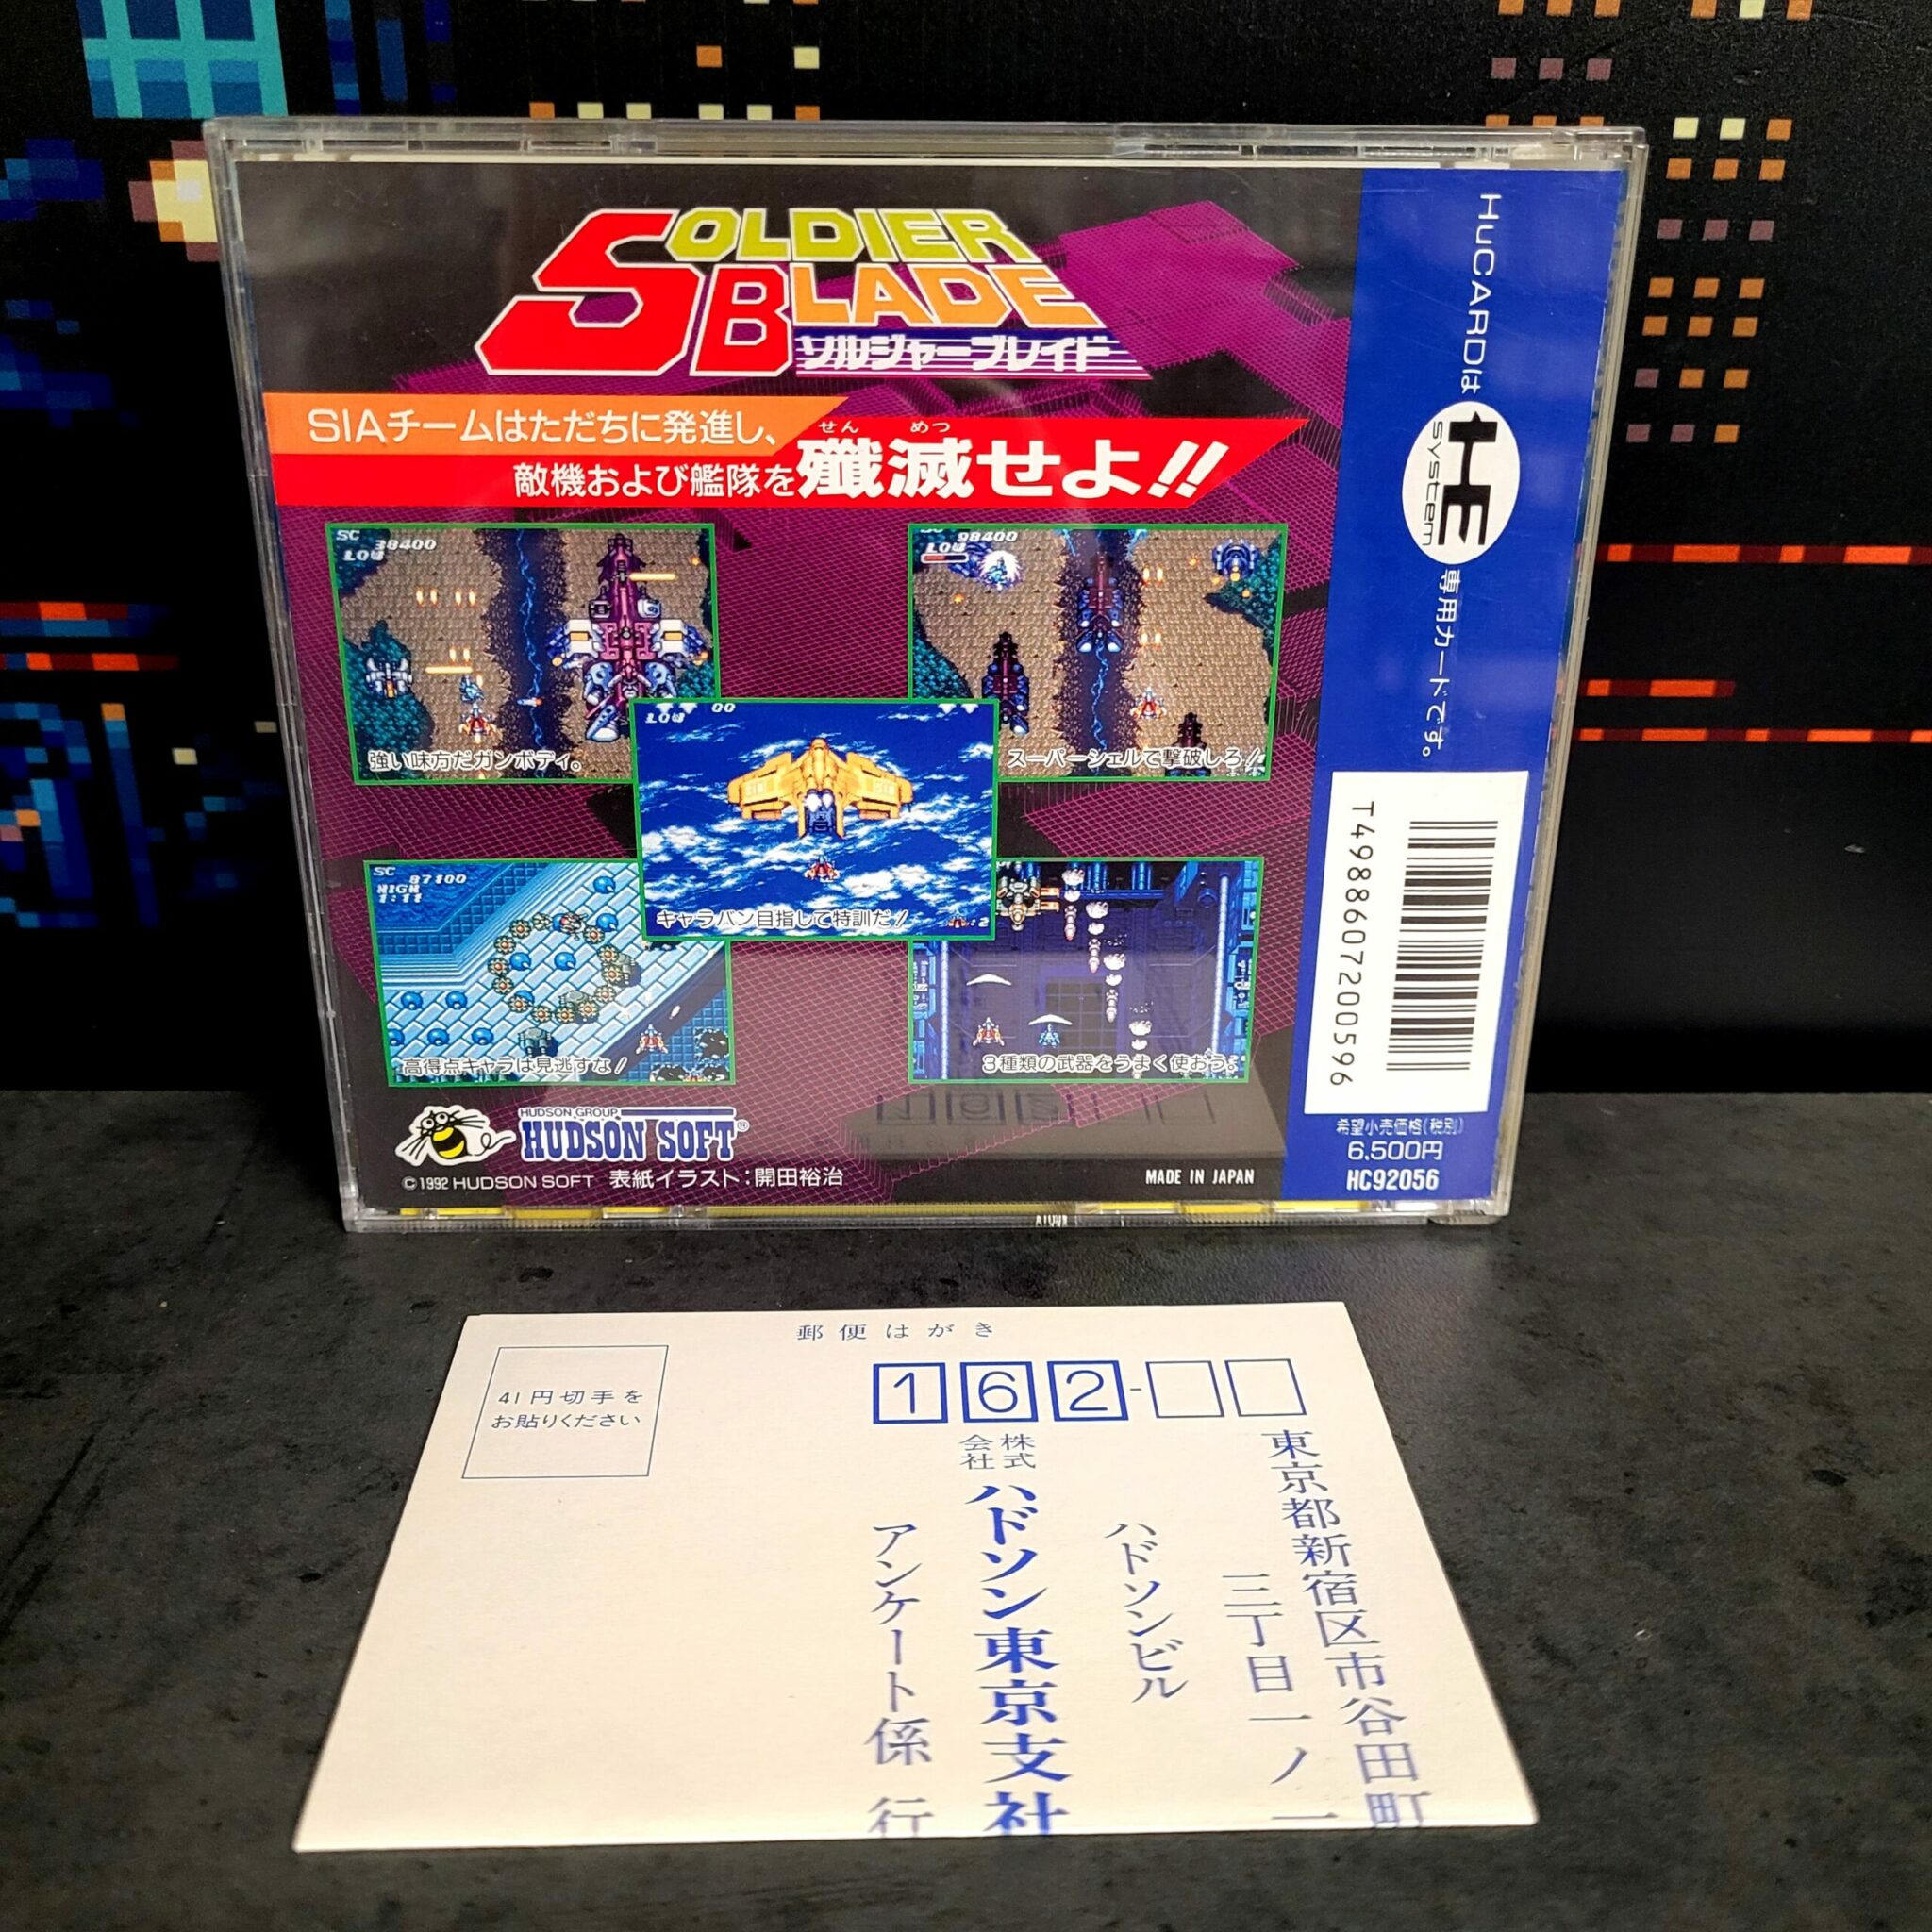 SOLDIER
BLADE
ソルジャーブレイド
SIAチームはただちに発進し、
せん めつ
敵機および艦隊を殲滅せよ!!
SC 38400
LOW
強い味方だガンボディ。
98400
LOW
スーパーシェルで撃破しろ!
LOW 00
キャラバン目指して特訓だ!
:2
SC 87100
HIGH
高得点キャラは見逃すな!
3種類の武器をうまく使おう。
HUDSON GROUP
HUDSON SOFT®
©1992 HUDSON SOFT 表紙イラスト:開田裕治
MADE IN JAPAN
HuCARDは
HE
SYSTEM
専用カードです。
T4988607200596
希望小売価格(税別)
6,500円
HC92056
郵便はがき
41円切手を
お貼りください
162-
東京都新宿区市谷田町
三丁目一ノ一
ハドソンビル
株式会社
ハドソン東京支社
アンケート係 行